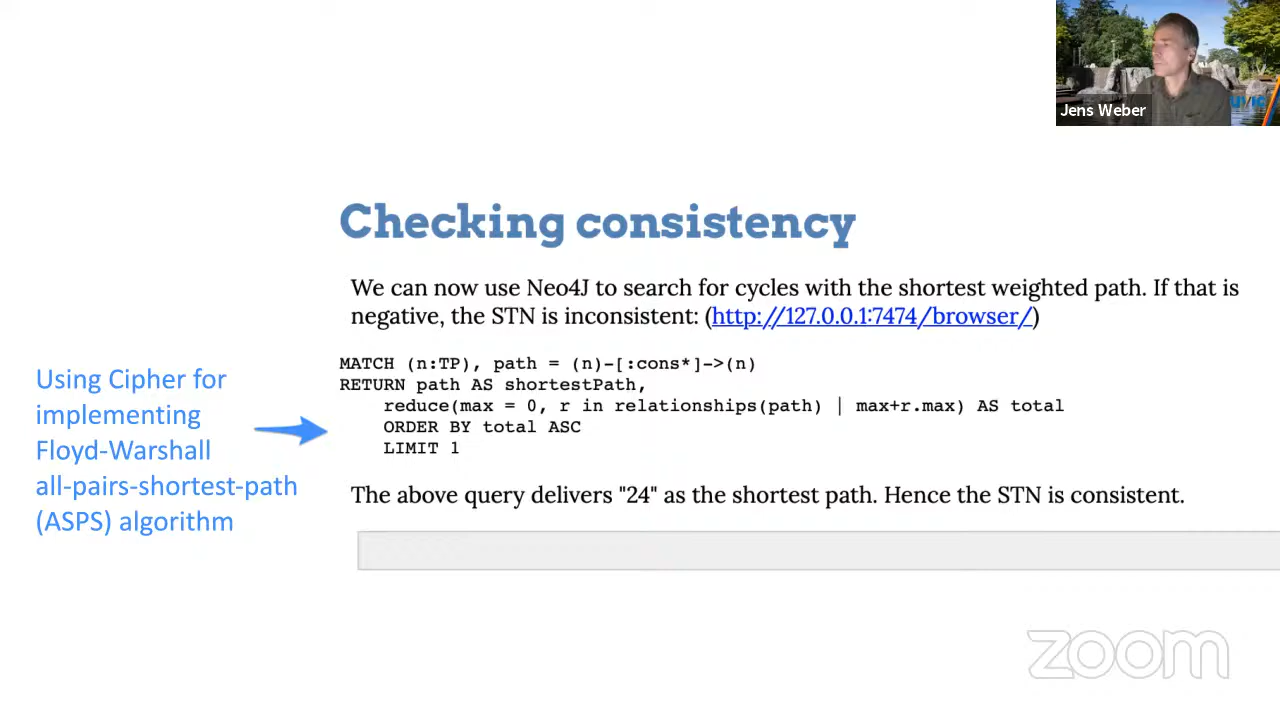 Jens Weber
Checking consistency
We can now use Neo4J to search for cycles with the shortest weighted path. If that is
negative, the STN is inconsistent: (http://127.0.0.1:7474/browser/)
MATCH (n:TP), path = (n)-[:cons*]->(n)
RETURN path AS shortestPath,
reduce(max = 0, r in relationships(path) | max+r.max) AS total
ORDER BY total ASC
LIMIT 1
Using Cipher for
implementing
Floyd-Warshall
all-pairs-shortest-path
(ASPS) algorithm
The above query delivers "24" as the shortest path. Hence the STN is consistent.
zoom